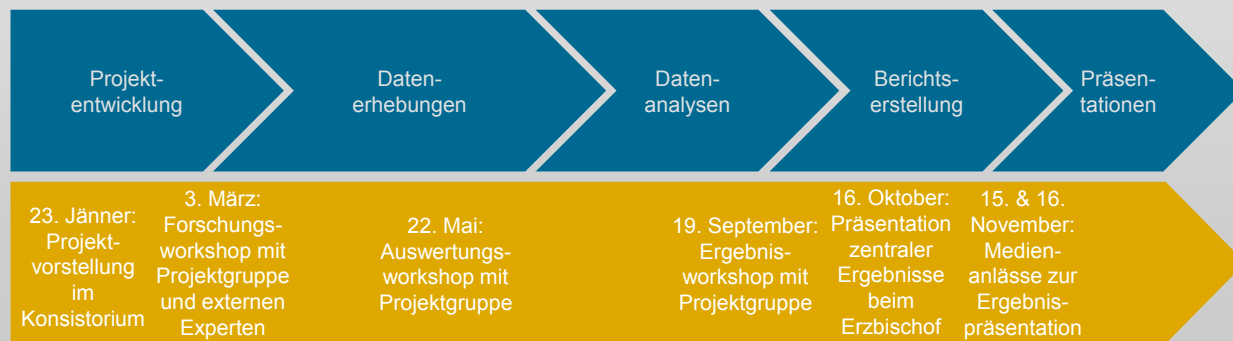 Projekt-
entwicklung
Daten-
erhebungen
Daten-
analysen
Berichts-
erstellung
Präsen-
tationen
23. Jänner:
Projekt-
vorstellung
im
Konsistorium
3. März:
Forschungs-
workshop mit
Projektgruppe
und externen
Experten
22. Mai:
Auswertungs-
workshop mit
Projektgruppe
19. September:
Ergebnis-
workshop mit
Projektgruppe
16. Oktober:
Präsentation
zentraler
Ergebnisse
beim
Erzbischof
15. & 16.
November:
Medien-
anlässe zur
Ergebnis-
präsentation